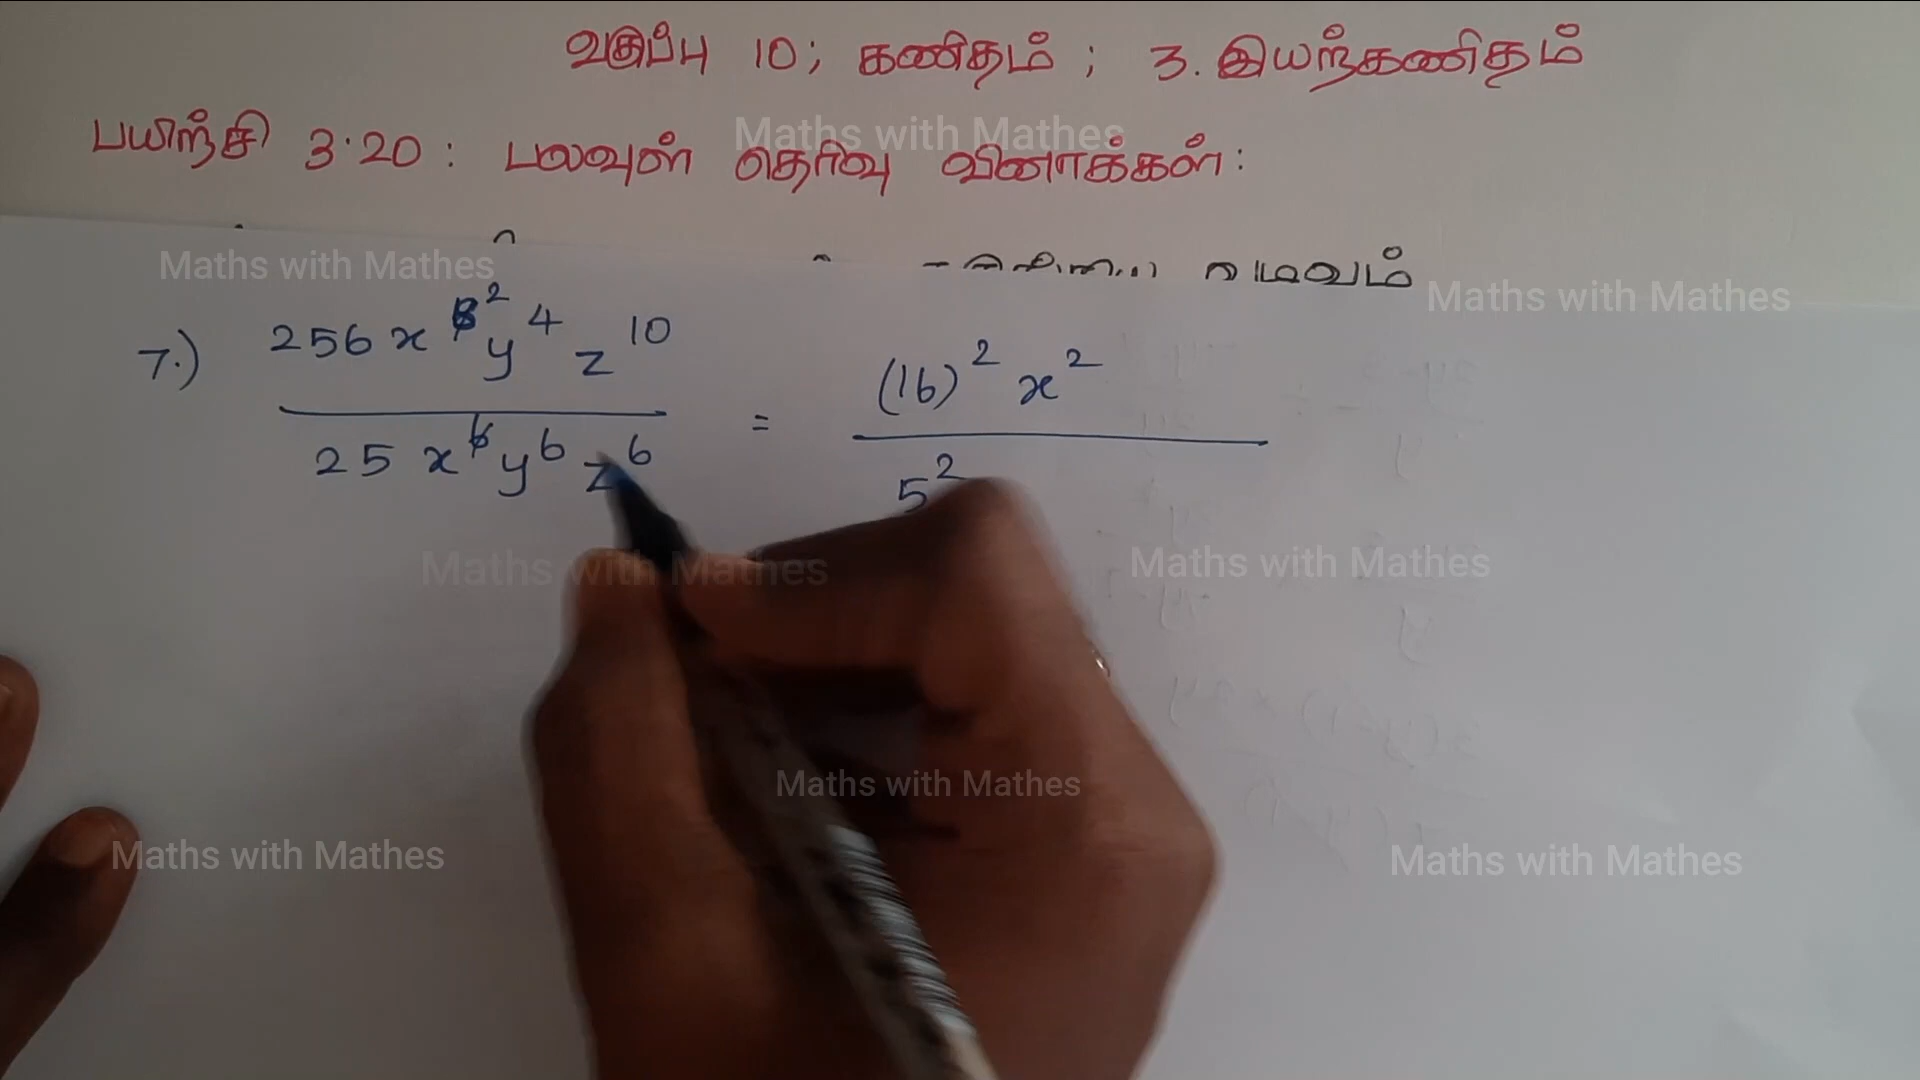 வகுப்பு 10; கணிதம் ; 3. இயற்கணிதம்
பயிற்சி 3.20 : பலவுள் தெரிவு வினாக்கள் :
Maths with Mathes
Maths with Mathes
Maths with Mathes
7.) 256 x^8 ^2 y^4 z^10 / 25 x^6 y^6 z^6 = (16)^2 x^2 / 5^2
Maths with Mathes
Maths with Mathes
Maths with Mathes
Maths with Mathes
Maths with Mathes